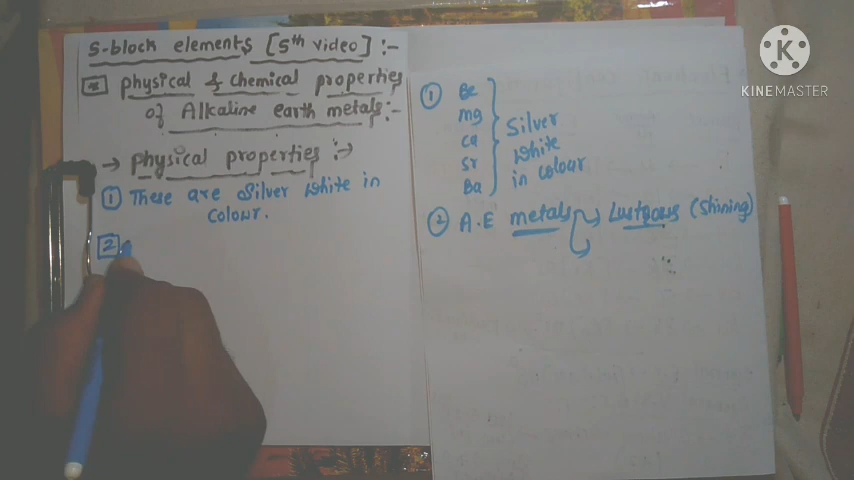 S-block elements [5th video] :-
* physical & chemical properties
of Alkaline earth metals:-
→ physical properties :→
① These are Silver white in
colour.
2
① Be
mg
ca
Sr
Ba
Silver
white
in colour
② A.E metals → Lustrous (Shining)
K
KINEMASTER